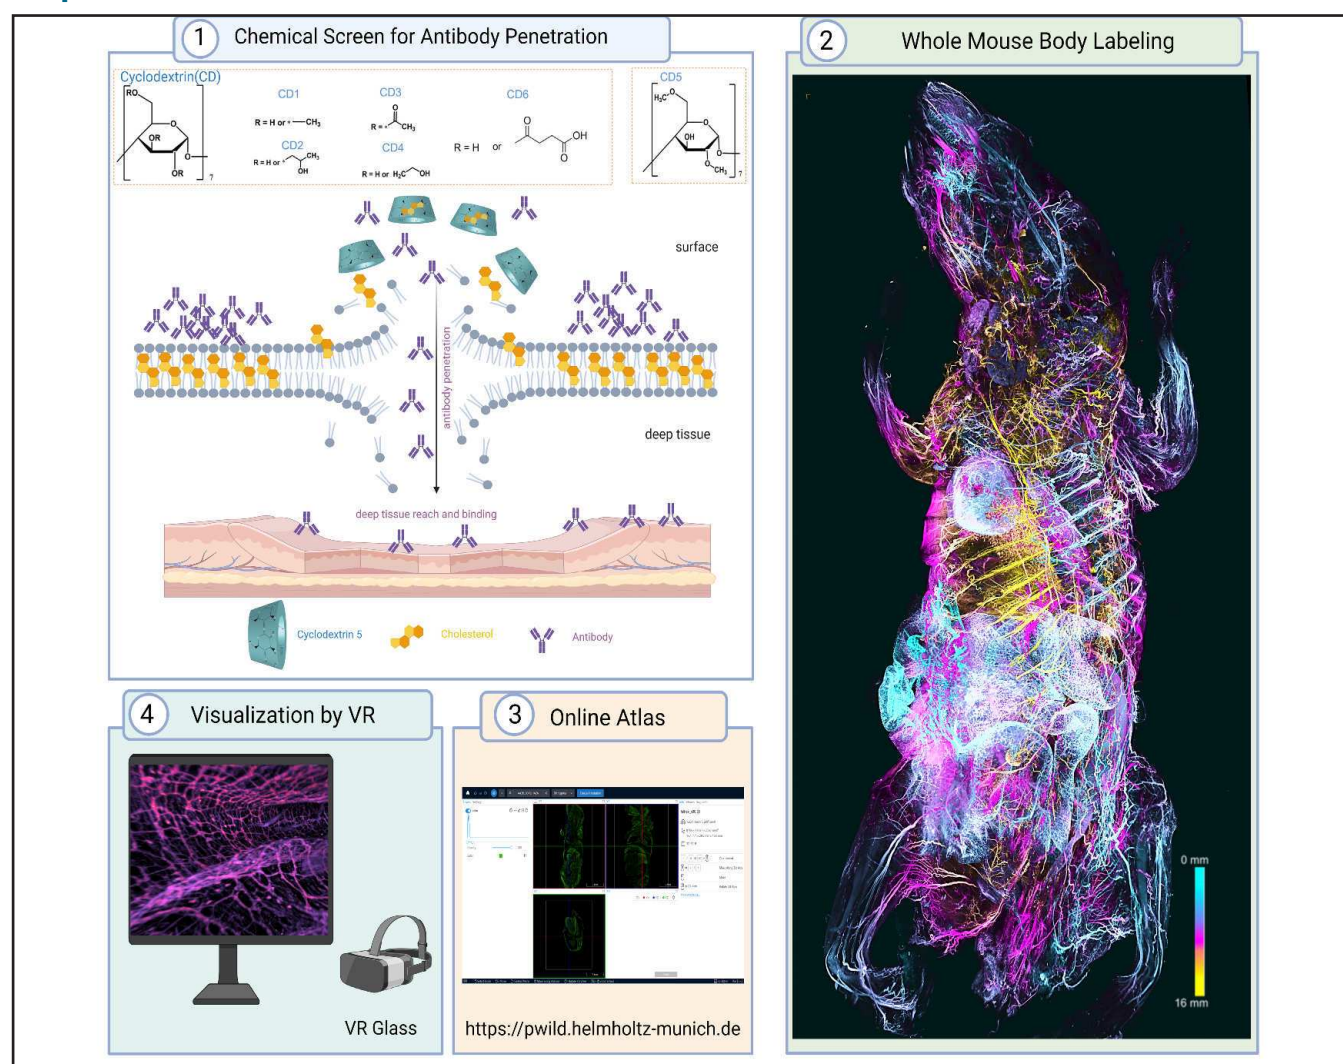 1 Chemical Screen for Antibody Penetration
Cyclodextrin(CD)
RO
O
OR
O
OR
7
CD1
R = H or •—CH₃
CD2
R = H or
CH₃
OH
CD3
O
R =
CH₃
CD4
R = H or H₂C OH
CD6
R = H or
O
OH
O
CD5
H₃C
O
O
OH
O
O
CH₃
7
surface
antibody penetration
deep tissue
deep tissue reach and binding
Cyclodextrin 5
Cholesterol
Antibody
2 Whole Mouse Body Labeling
0 mm
16 mm
4 Visualization by VR
VR Glass
3 Online Atlas
https://pwild.helmholtz-munich.de